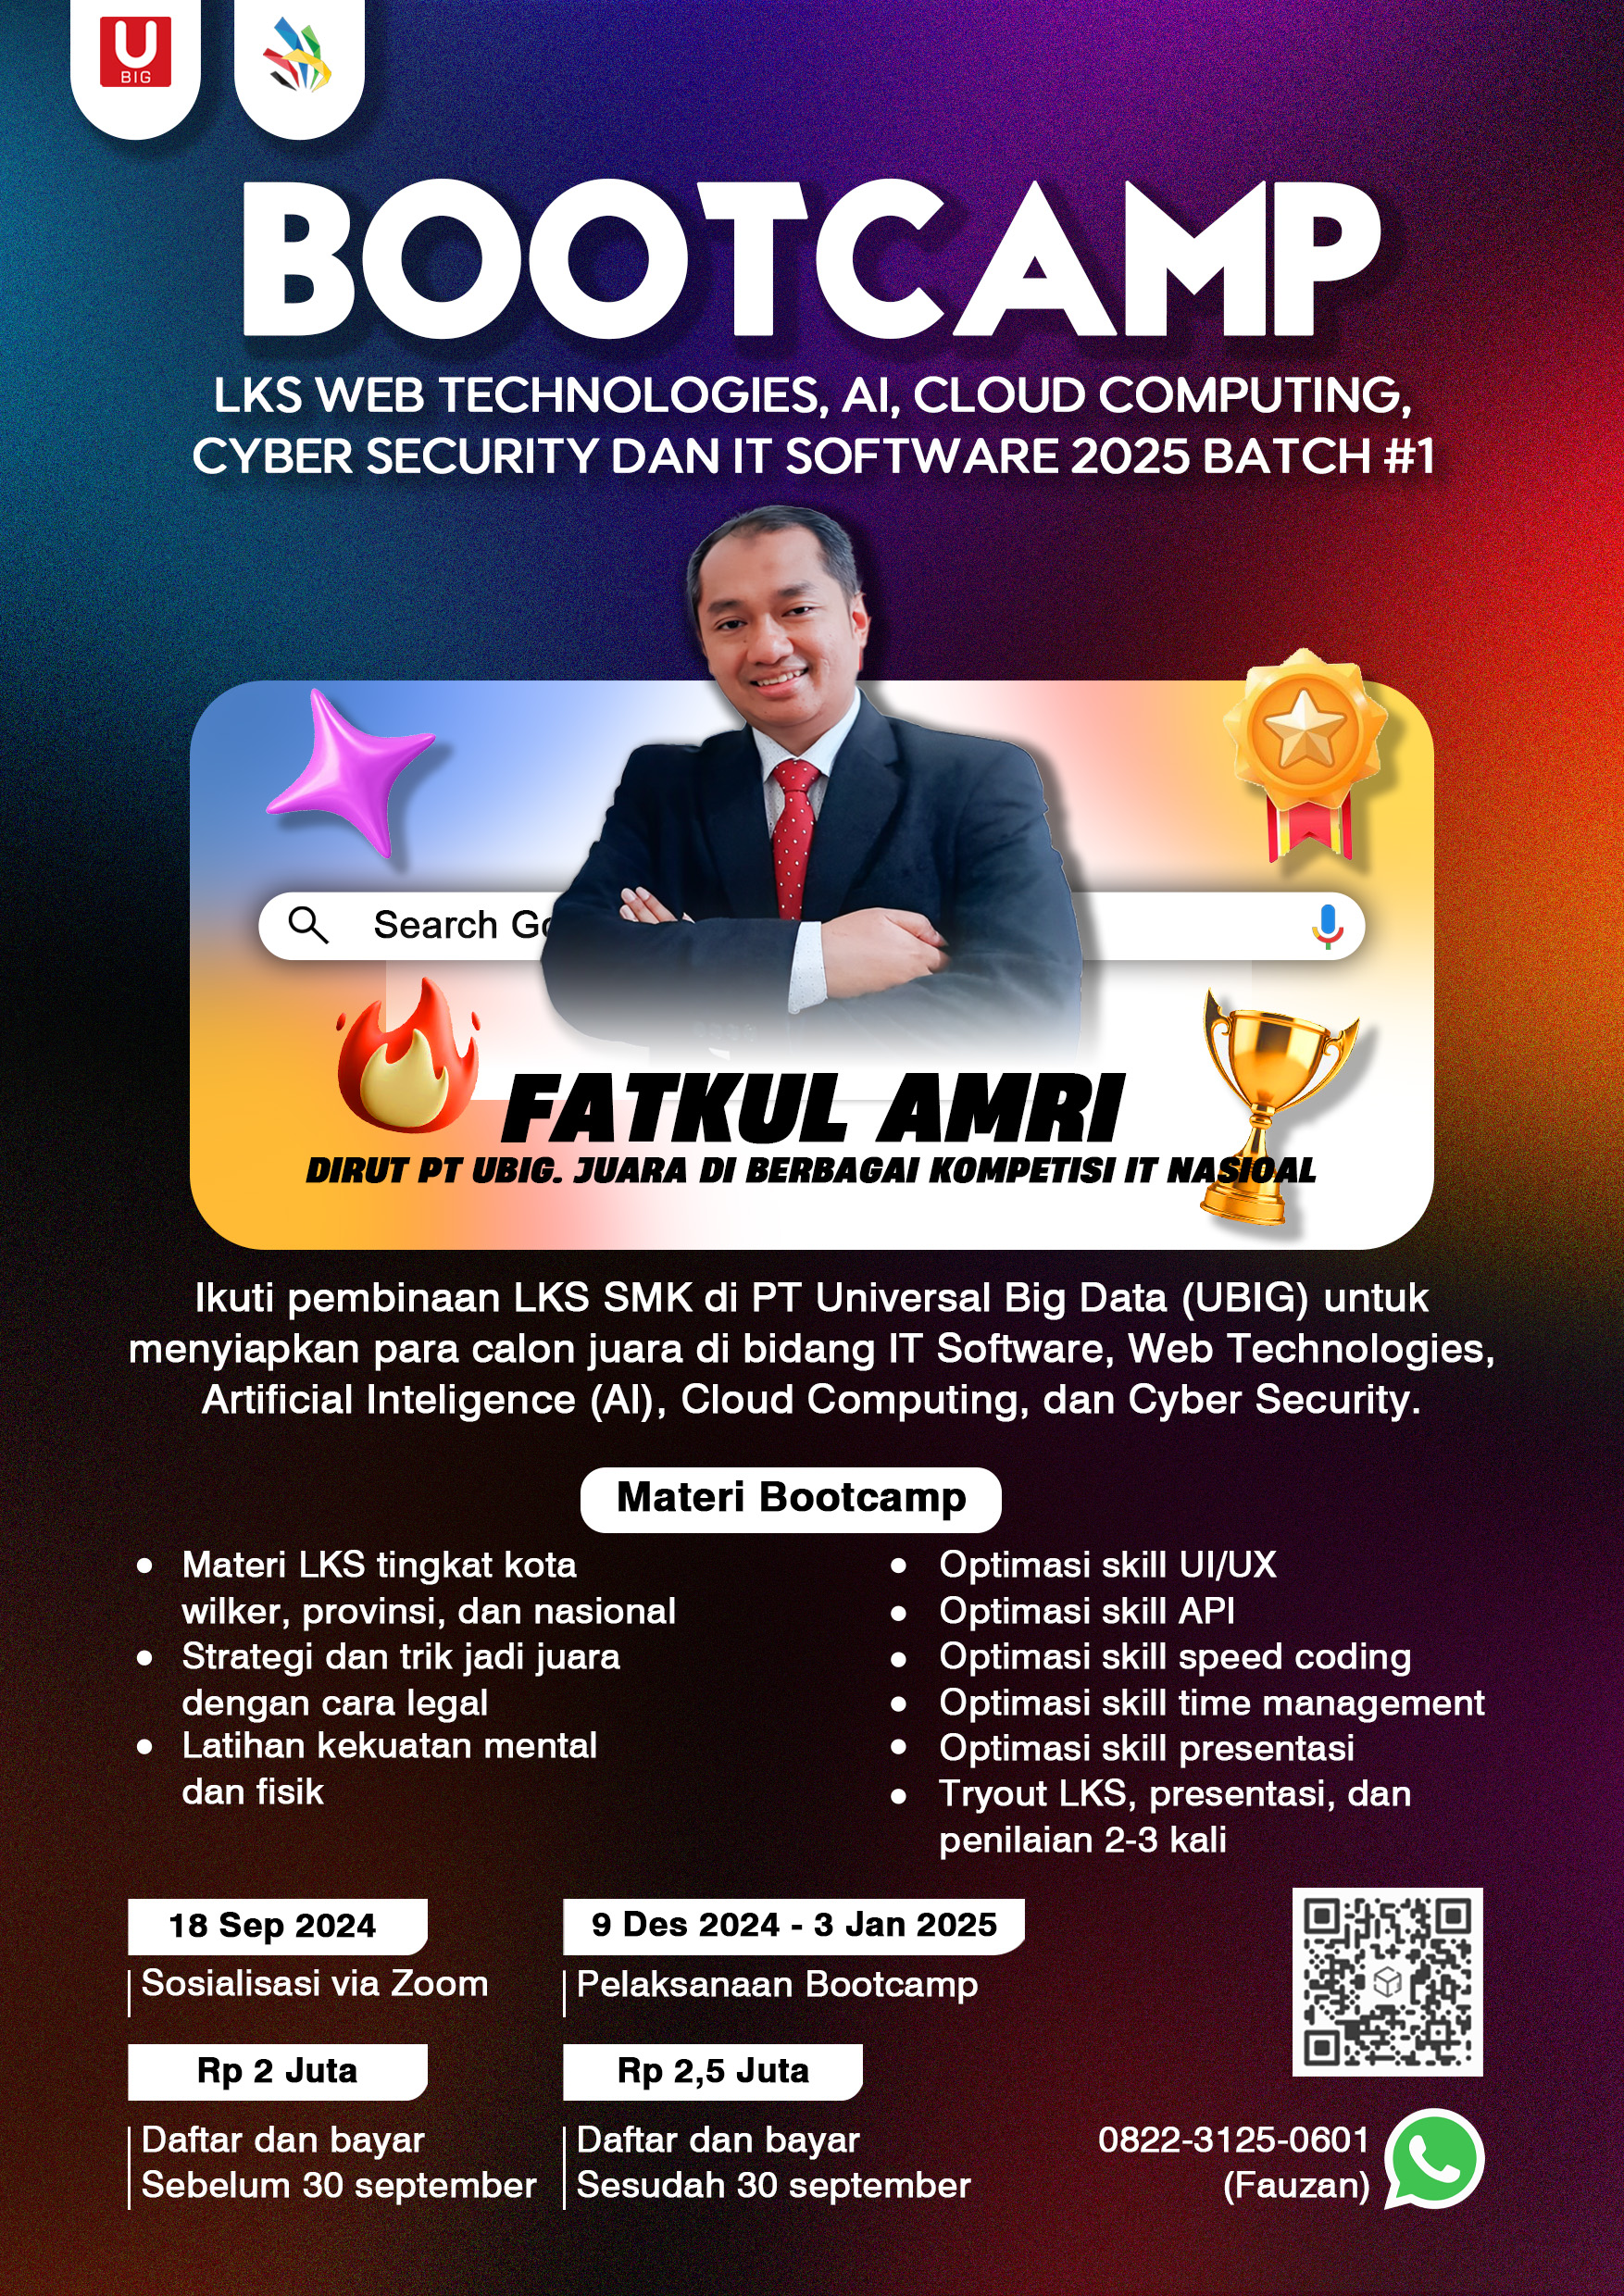 U
BIG
BOOTCAMP
LKS WEB TECHNOLOGIES, AI, CLOUD COMPUTING,
CYBER SECURITY DAN IT SOFTWARE 2025 BATCH #1
Search
FATKUL AMRI
DIRUT PT UBIG. JUARA DI BERBAGAI KOMPETISI IT NASIOAL
Ikuti pembinaan LKS SMK di PT Universal Big Data (UBIG) untuk
menyiapkan para calon juara di bidang IT Software, Web Technologies,
Artificial Inteligence (AI), Cloud Computing, dan Cyber Security.
Materi Bootcamp
• Materi LKS tingkat kota
wilker, provinsi, dan nasional
• Strategi dan trik jadi juara
dengan cara legal
• Latihan kekuatan mental
dan fisik
• Optimasi skill UI/UX
• Optimasi skill API
• Optimasi skill speed coding
• Optimasi skill time management
• Optimasi skill presentasi
• Tryout LKS, presentasi, dan
penilaian 2-3 kali
18 Sep 2024
Sosialisasi via Zoom
9 Des 2024 - 3 Jan 2025
Pelaksanaan Bootcamp
Rp 2 Juta
Daftar dan bayar
Sebelum 30 september
Rp 2,5 Juta
Daftar dan bayar
Sesudah 30 september
0822-3125-0601
(Fauzan)